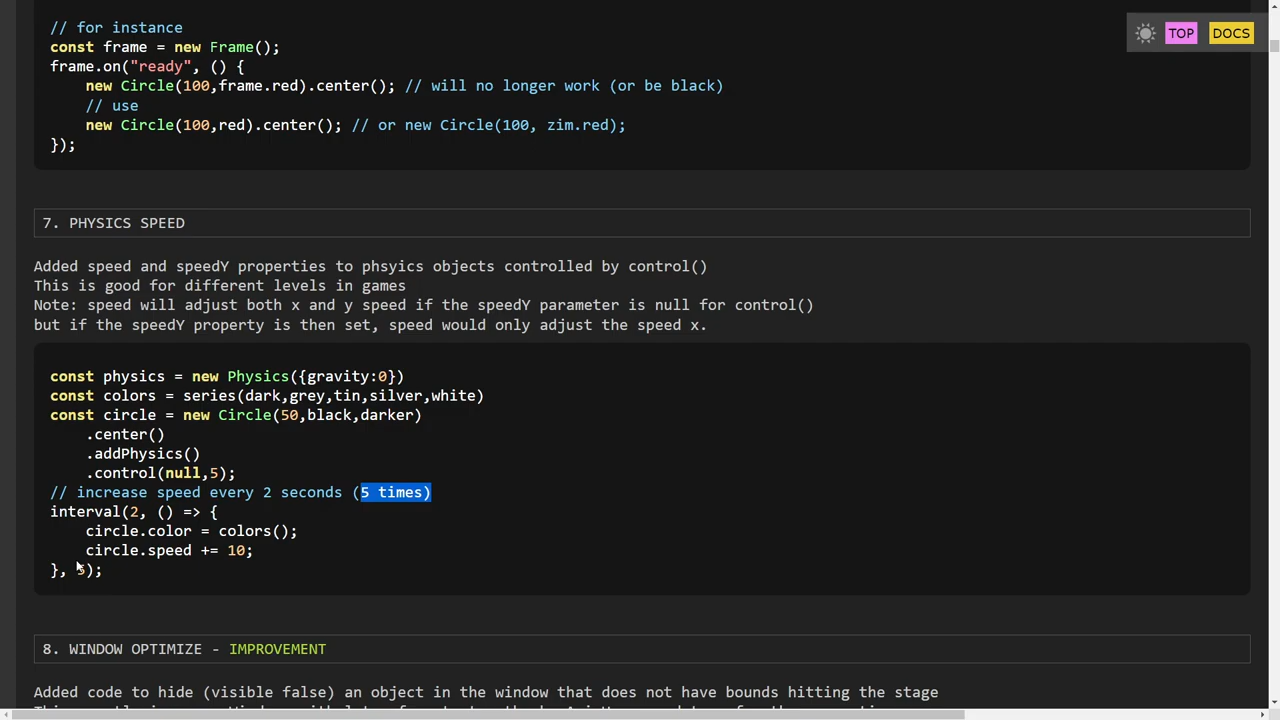 // for instance
const frame = new Frame();
frame.on("ready", () {
new Circle(100,frame.red).center(); // will no longer work (or be black)
// use
new Circle(100,red).center(); // or new Circle(100, zim.red);
});
TOP
DOCS
7. PHYSICS SPEED
Added speed and speedY properties to phsyics objects controlled by control()
This is good for different levels in games
Note: speed will adjust both x and y speed if the speedY parameter is null for control()
but if the speedY property is then set, speed would only adjust the speed x.
const physics = new Physics({gravity:0})
const colors = series(dark,grey,tin,silver,white)
const circle = new Circle(50,black,darker)
.center()
.addPhysics()
.control(null,5);
// increase speed every 2 seconds (5 times)
interval(2, () => {
circle.color = colors();
circle.speed += 10;
}, 5);
8. WINDOW OPTIMIZE - IMPROVEMENT
Added code to hide (visible false) an object in the window that does not have bounds hitting the stage